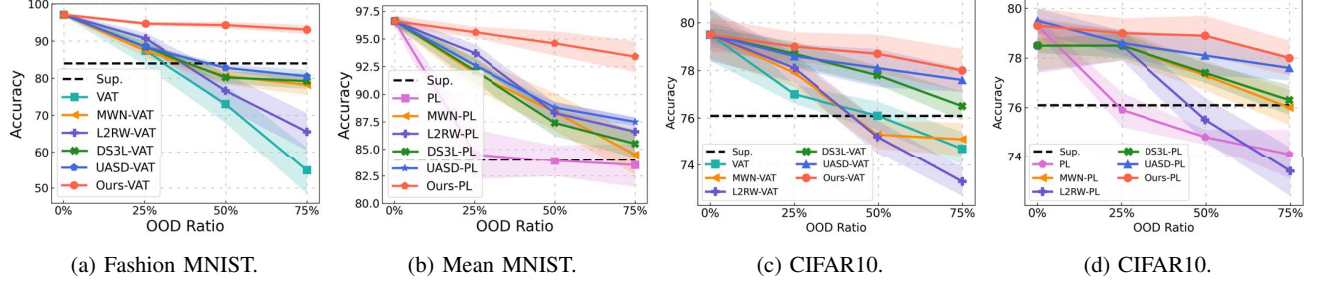 100
90
80
70
60
50
Accuracy
Sup.
VAT
MWN-VAT
L2RW-VAT
DS3L-VAT
UASD-VAT
Ours-VAT
0% 25% 50% 75%
OOD Ratio
(a) Fashion MNIST.
97.5
95.0
92.5
90.0
87.5
85.0
82.5
80.0
Accuracy
Sup.
PL
MWN-PL
L2RW-PL
DS3L-PL
UASD-PL
Ours-PL
0% 25% 50% 75%
OOD Ratio
(b) Mean MNIST.
80
78
76
74
Accuracy
Sup. DS3L-VAT
VAT UASD-VAT
MWN-VAT Ours-VAT
L2RW-VAT
0% 25% 50% 75%
OOD Ratio
(c) CIFAR10.
80
78
76
74
Accuracy
Sup. DS3L-PL
PL UASD-PL
MWN-PL Ours-PL
L2RW-PL
0% 25% 50% 75%
OOD Ratio
(d) CIFAR10.